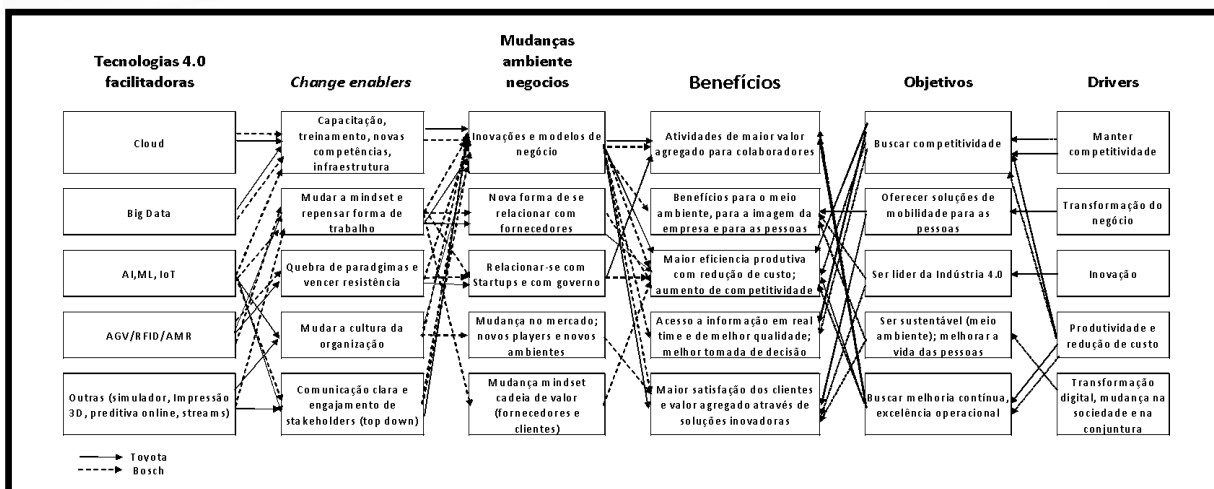 Tecnologias 4.0
facilitadoras
Change enablers
Mudanças
ambiente
negocios
Benefícios
Objetivos
Drivers
Cloud
Capacitação,
treinamento, novas
competências,
infraestrutura
Inovações e modelos de
negócio
Atividades de maior valor
agregado para colaboradores
Buscar competitividade
Manter
competitividade
Big Data
Mudar a mindset e
repensar forma de
trabalho
Nova forma de se
relacionar com
fornecedores
Benefícios para o meio
ambiente, para a imagem da
empresa e para as pessoas
Oferecer soluções de
mobilidade para as
pessoas
Transformação do
negócio
AI,ML, IoT
Quebra de paradgimas e
vencer resistência
Relacionar-se com
Startups e com governo
Maior eficiencia produtiva
com redução de custo;
aumento de competitividade
Ser lider da Indústria 4.0
Inovação
AGV/RFID/AMR
Mudar a cultura da
organização
Mudança no mercado;
novos players e novos
ambientes
Acesso a informação em real
time e de melhor qualidade;
melhor tomada de decisão
Ser sustentável (meio
ambiente); melhorar a
vida das pessoas
Produtividade e
redução de custo
Outras (simulador, Impressão
3D, preditiva online, streams)
Comunicação clara e
engajamento de
stakeholders (top down)
Mudança mindset
cadeia de valor
(fornecedores e
clientes)
Maior satisfação dos clientes
e valor agregado através de
soluções inovadoras
Buscar melhoria contínua,
excelência operacional
Transformação
digital, mudança na
sociedade e na
conjuntura
Toyota
Bosch